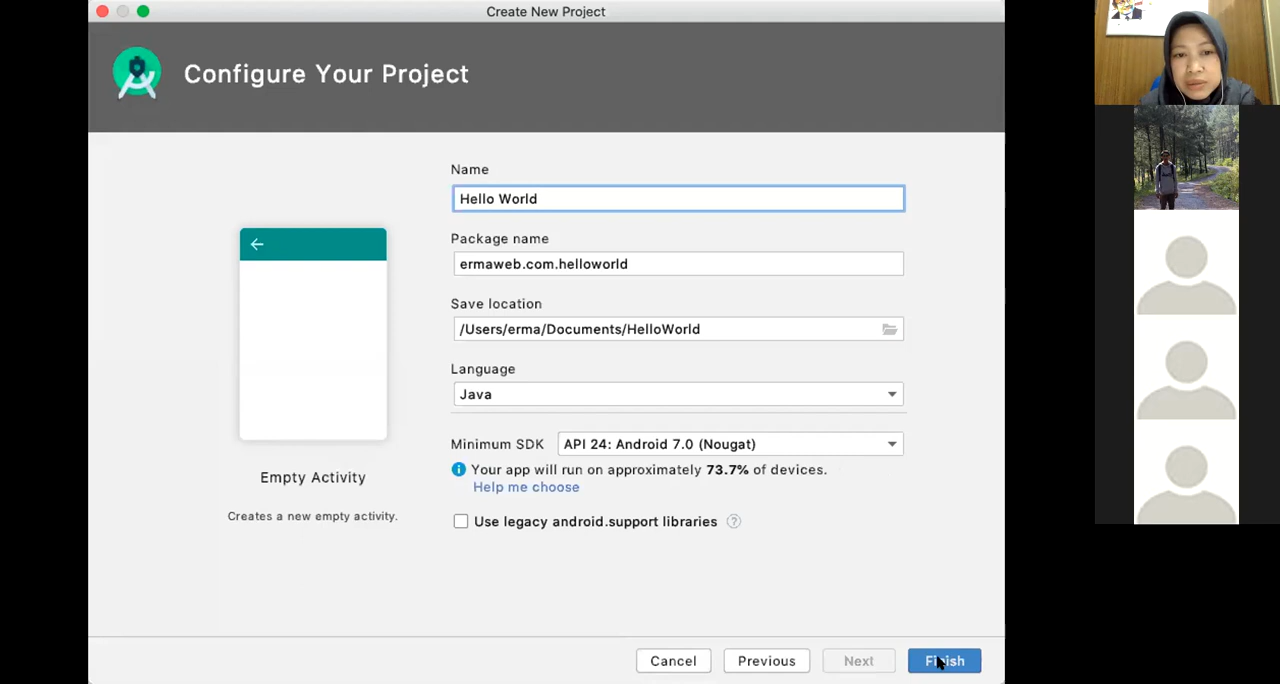 Create New Project
Configure Your Project
Name
Hello World
Package name
ermaweb.com.helloworld
Save location
/Users/erma/Documents/HelloWorld
Language
Java
Minimum SDK
API 24: Android 7.0 (Nougat)
Your app will run on approximately 73.7% of devices.
Help me choose
Use legacy android.support libraries ?
Empty Activity
Creates a new empty activity.
Cancel
Previous
Next
Finish